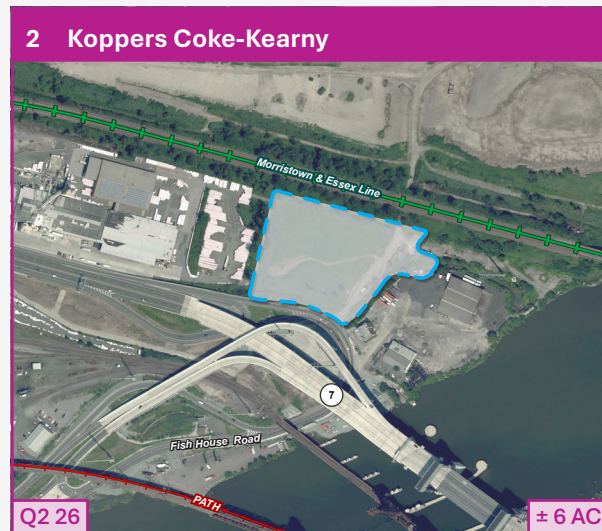 2 Koppers Coke-Kearny
Morristown & Essex Line
7
Fish House Road
PATH
Q2 26
± 6 AC